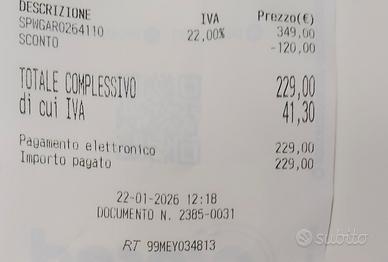 DESCRIZIONE IVA Prezzo(€)
SPWGAR0264110 22,00% 349,00
SCONTO -120,00
TOTALE COMPLESSIVO 229,00
di cui IVA 41,30
Pagamento elettronico 229,00
Importo pagato 229,00
22-01-2026 12:18
DOCUMENTO N. 2385-0031
RT 99MEY034813
subito